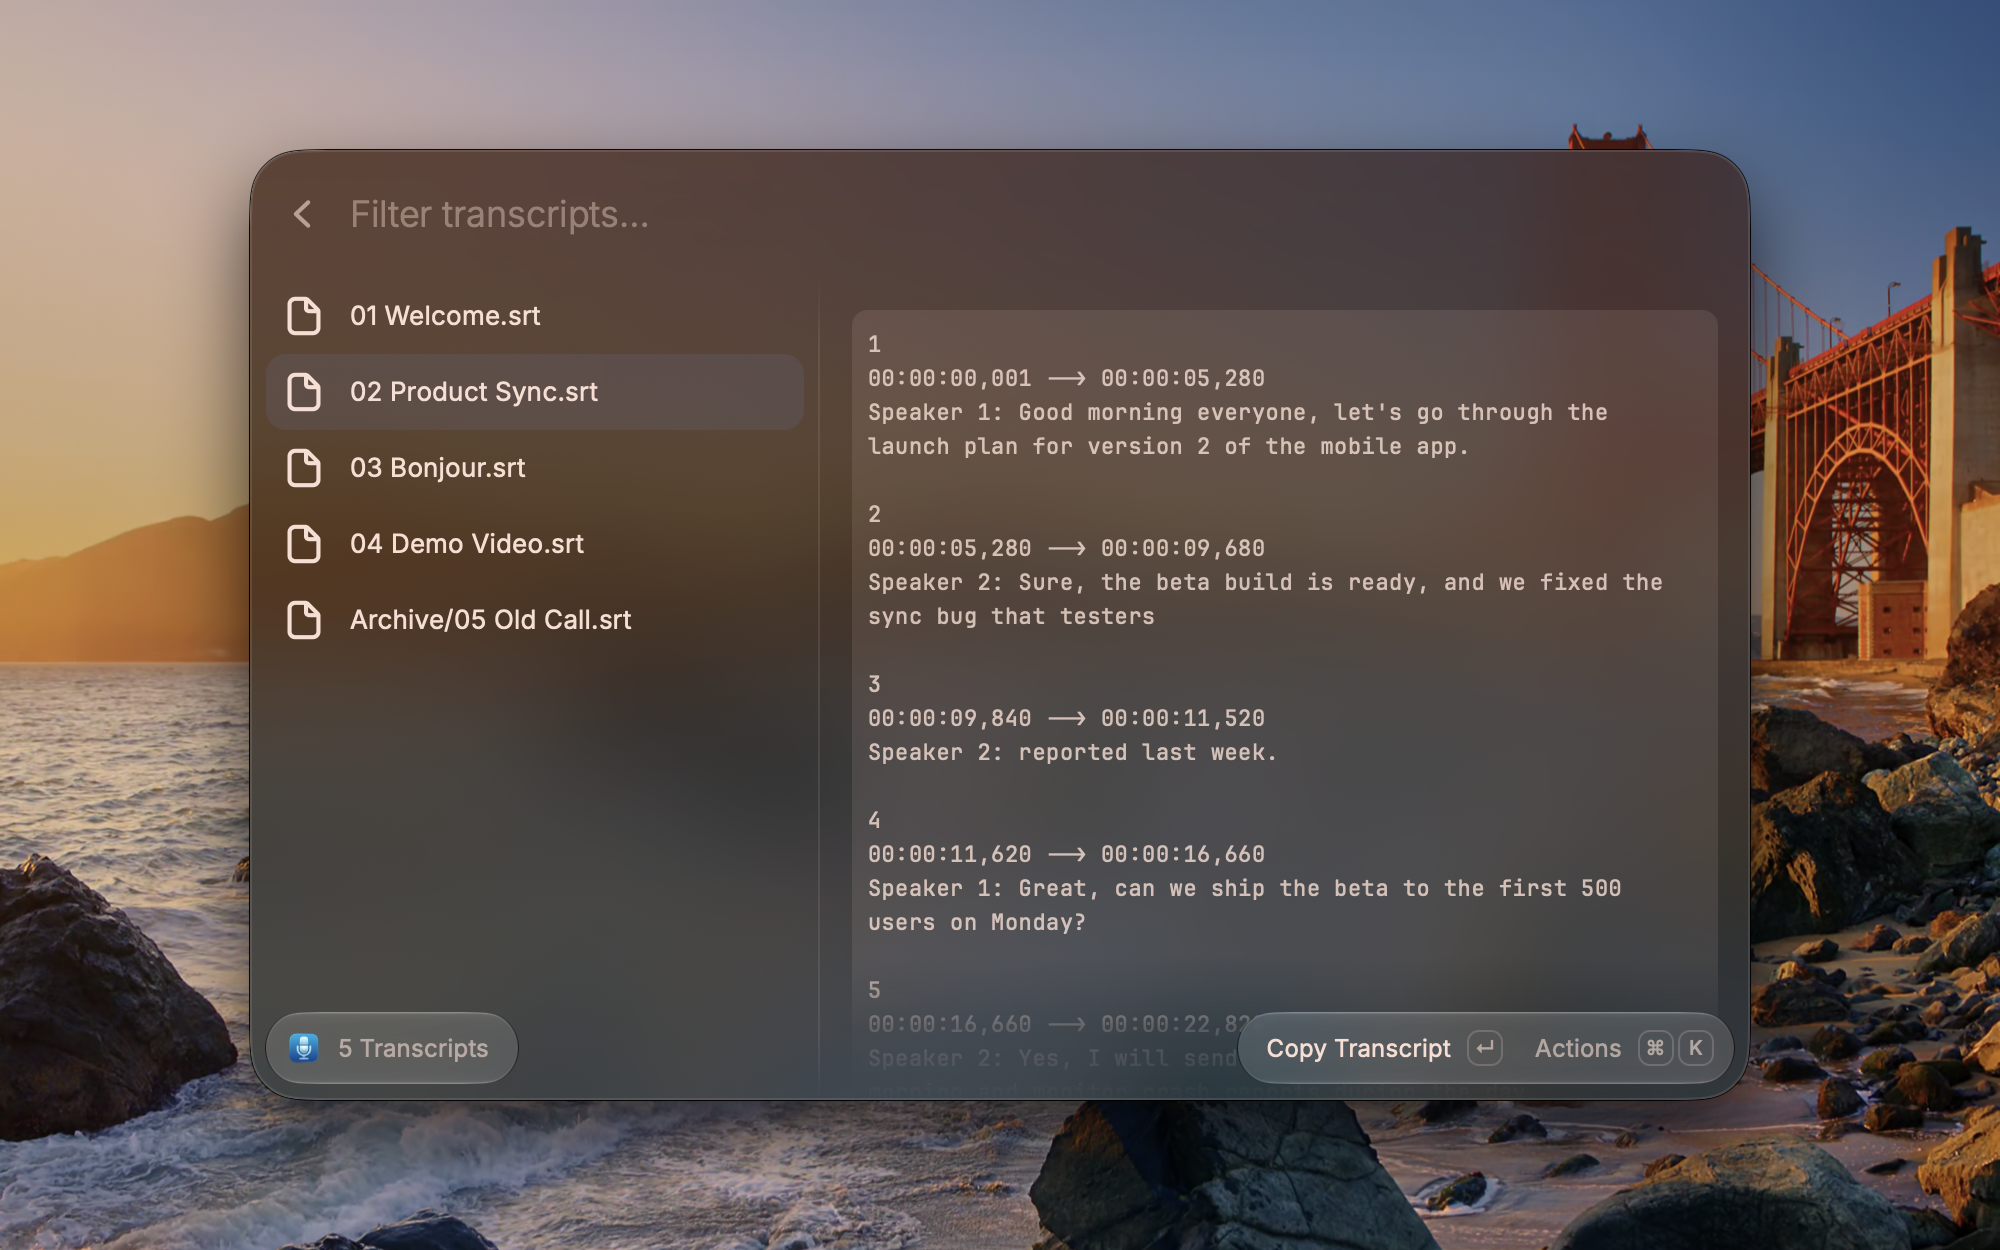 Filter transcripts...
01 Welcome.srt
02 Product Sync.srt
03 Bonjour.srt
04 Demo Video.srt
Archive/05 Old Call.srt
1
00:00:00,001 --> 00:00:05,280
Speaker 1: Good morning everyone, let's go through the
launch plan for version 2 of the mobile app.
2
00:00:05,280 --> 00:00:09,680
Speaker 2: Sure, the beta build is ready, and we fixed the
sync bug that testers
3
00:00:09,840 --> 00:00:11,520
Speaker 2: reported last week.
4
00:00:11,620 --> 00:00:16,660
Speaker 1: Great, can we ship the beta to the first 500
users on Monday?
5
00:00:16,660 --> 00:00:22,82
Speaker 2: Yes, I will send
5 Transcripts
Copy Transcript ↵
Actions ⌘ K